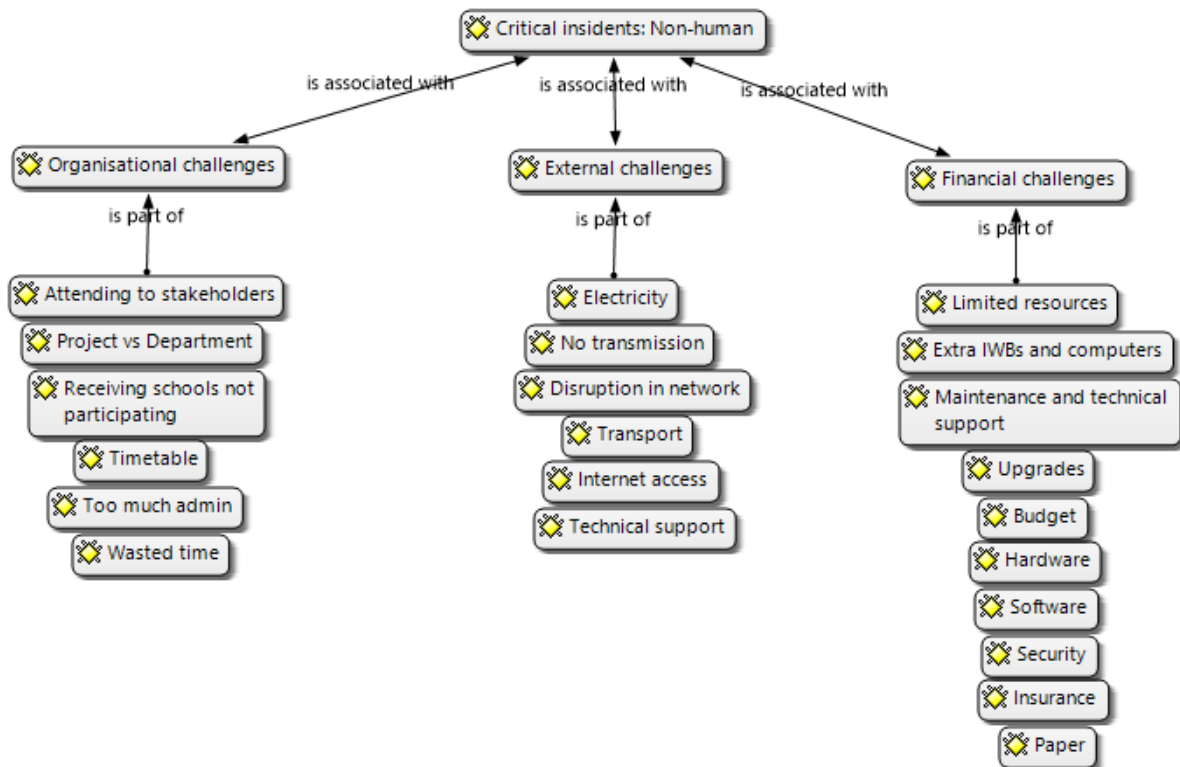 Critical insidents: Non-human
is associated with
is associated with
is associated with
Organisational challenges
External challenges
Financial challenges
is part of
is part of
is part of
Attending to stakeholders
Project vs Department
Receiving schools not
participating
Timetable
Too much admin
Wasted time
Electricity
No transmission
Disruption in network
Transport
Internet access
Technical support
Limited resources
Extra IWBs and computers
Maintenance and technical
support
Upgrades
Budget
Hardware
Software
Security
Insurance
Paper